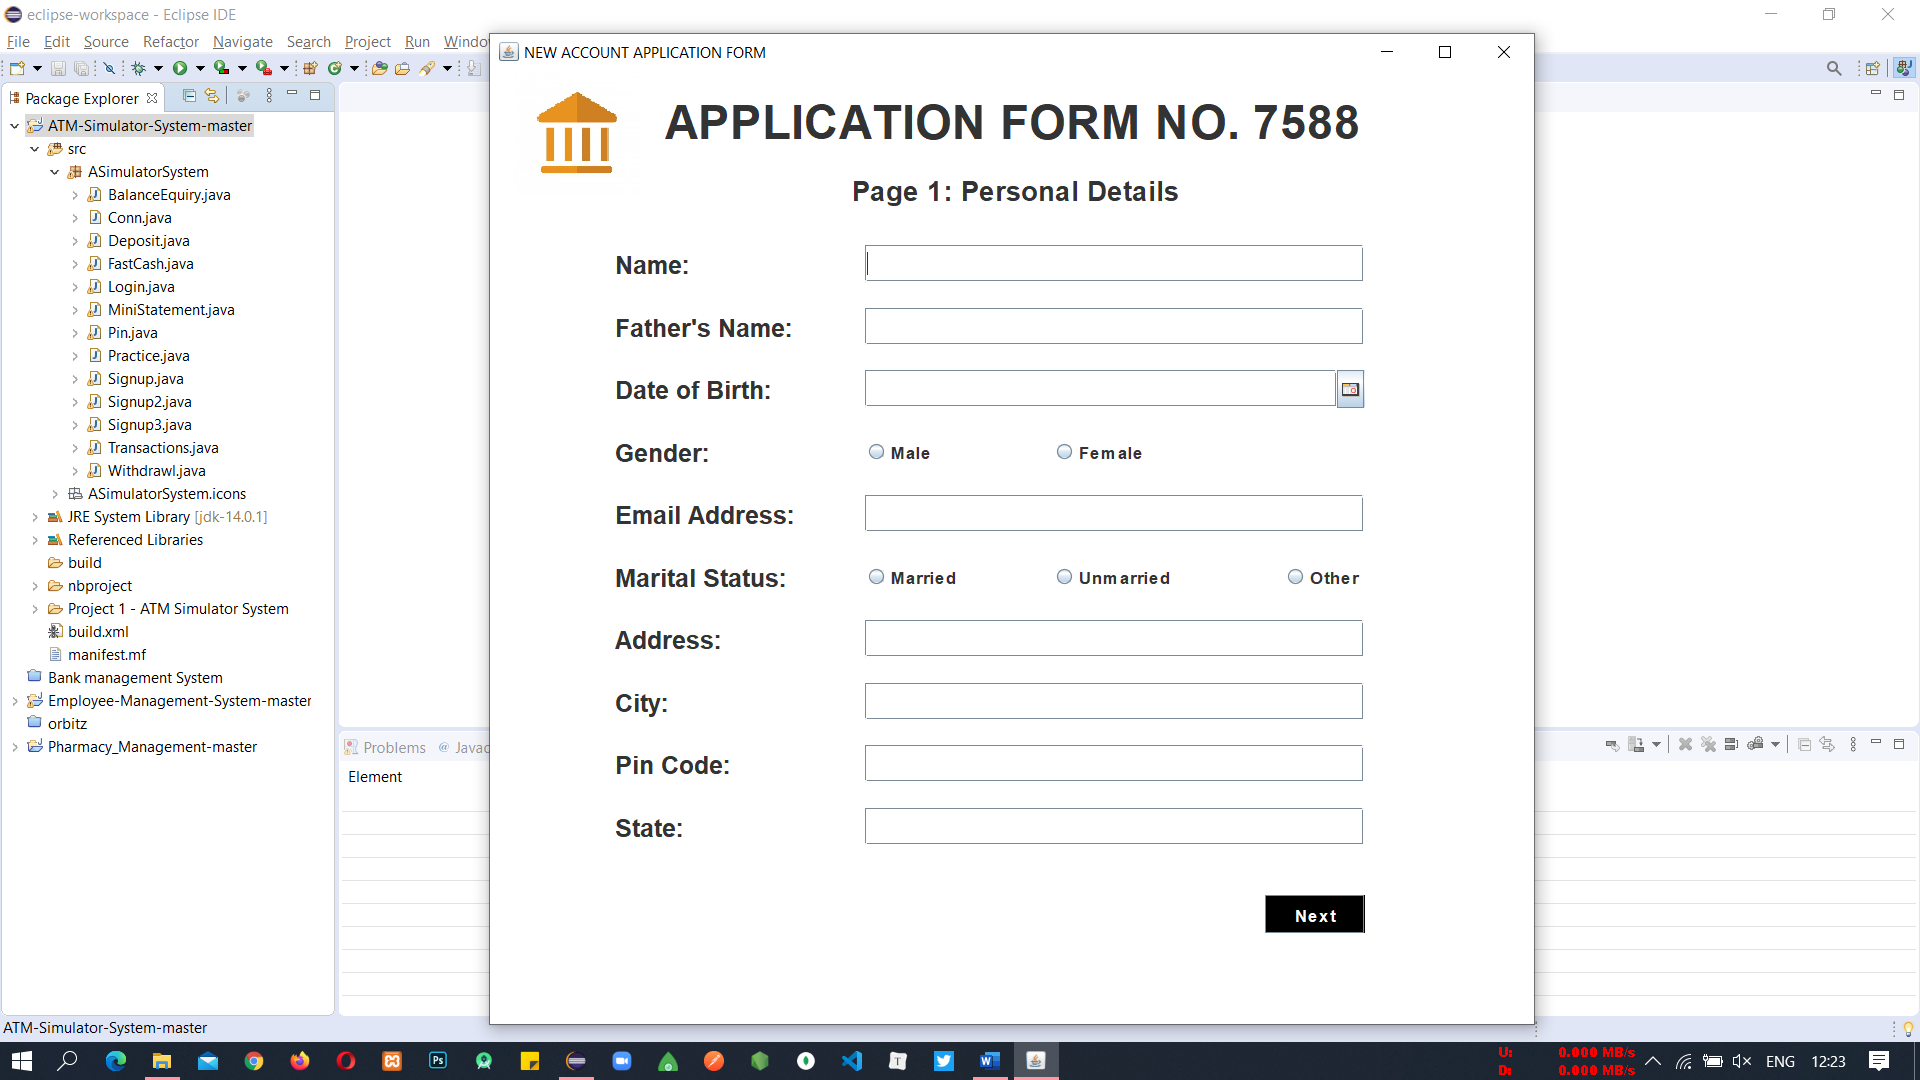 eclipse-workspace - Eclipse IDE
File Edit Source Refactor Navigate Search Project Run
NEW ACCOUNT APPLICATION FORM
Package Explorer
ATM-Simulator-System-master
src
ASimulatorSystem
BalanceEquiry.java
Conn.java
Deposit.java
FastCash.java
Login.java
MiniStatement.java
Pin.java
Practice.java
Signup.java
Signup2.java
Signup3.java
Transactions.java
Withdrawl.java
ASimulatorSystem.icons
JRE System Library [jdk-14.0.1]
Referenced Libraries
build
nbproject
Project 1 - ATM Simulator System
build.xml
manifest.mf
Bank management System
Employee-Management-System-master
orbitz
Pharmacy_Management-master
APPLICATION FORM NO. 7588
Page 1: Personal Details
Name:
Father's Name:
Date of Birth:
Gender: Male Female
Email Address:
Marital Status: Married Unmarried Other
Address:
City:
Pin Code:
State:
Next
Problems @
Element
ATM-Simulator-System-master
U: 0.000 MB/s
D: 0.000 MB/s
ENG 12:23